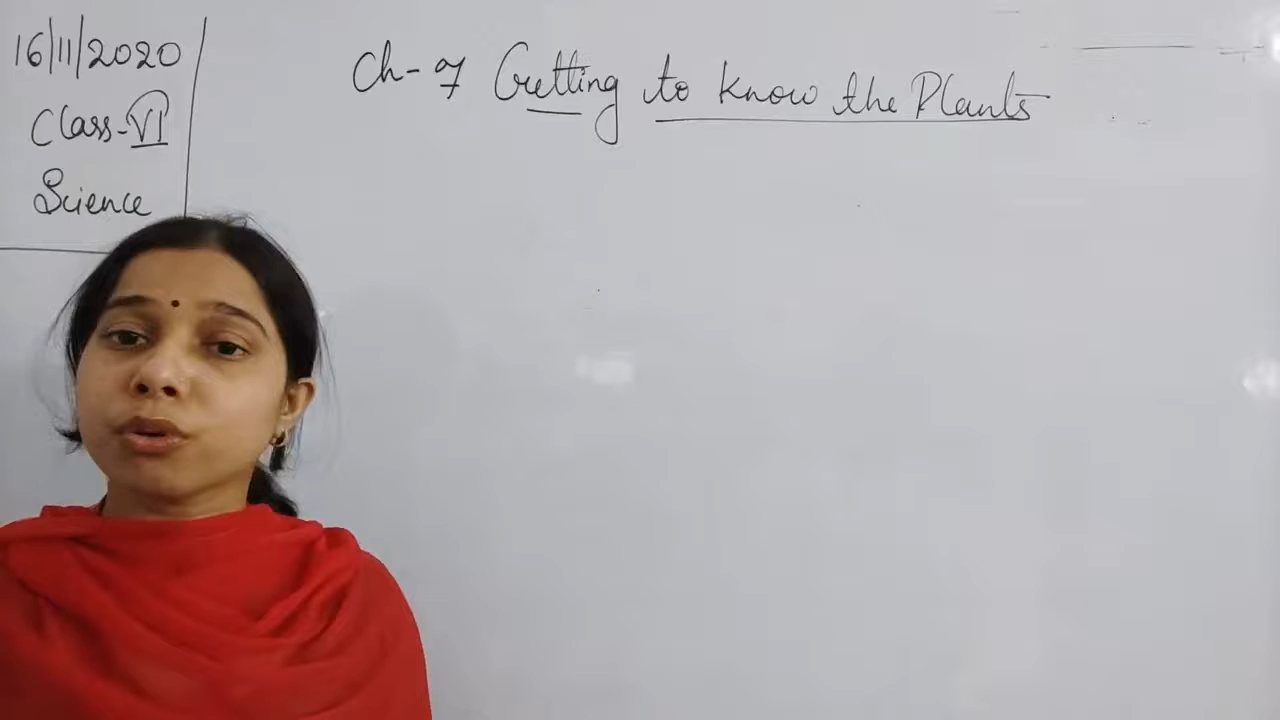 16/11/2020
Class-VI
Science
Ch-7 Getting to know the Plants